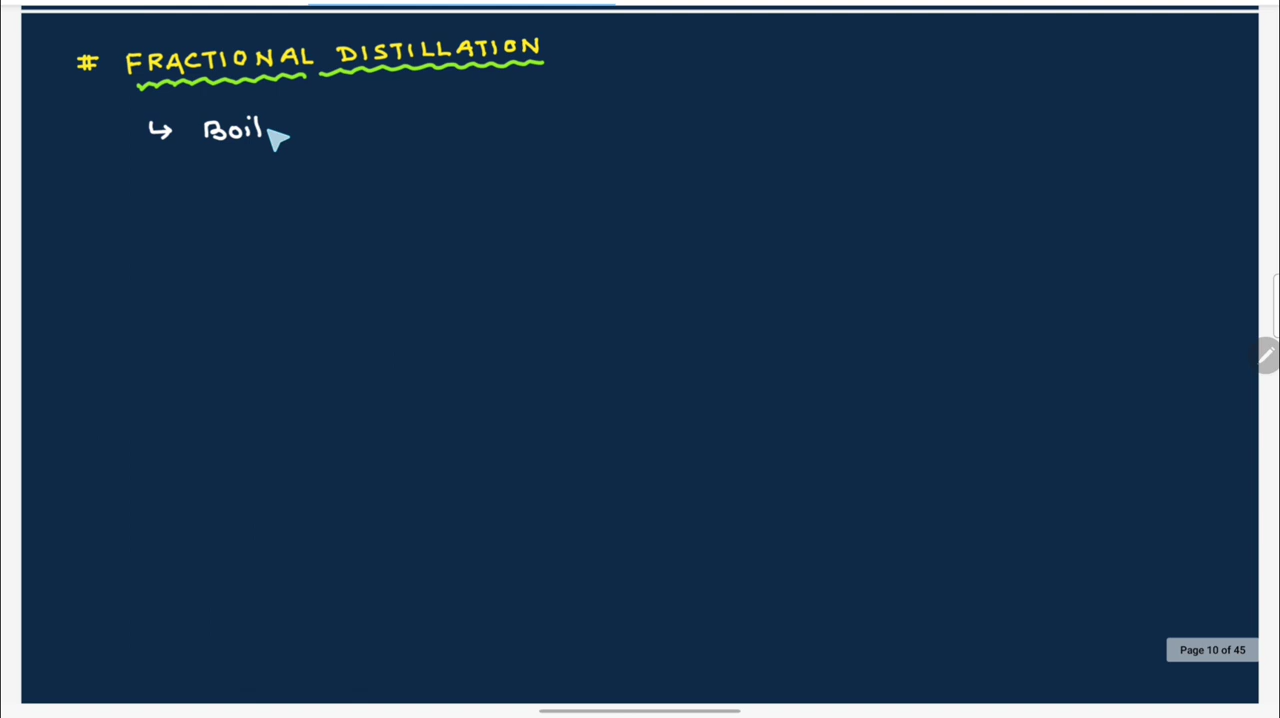 # FRACTIONAL DISTILLATION
↳ Boil
Page 10 of 45